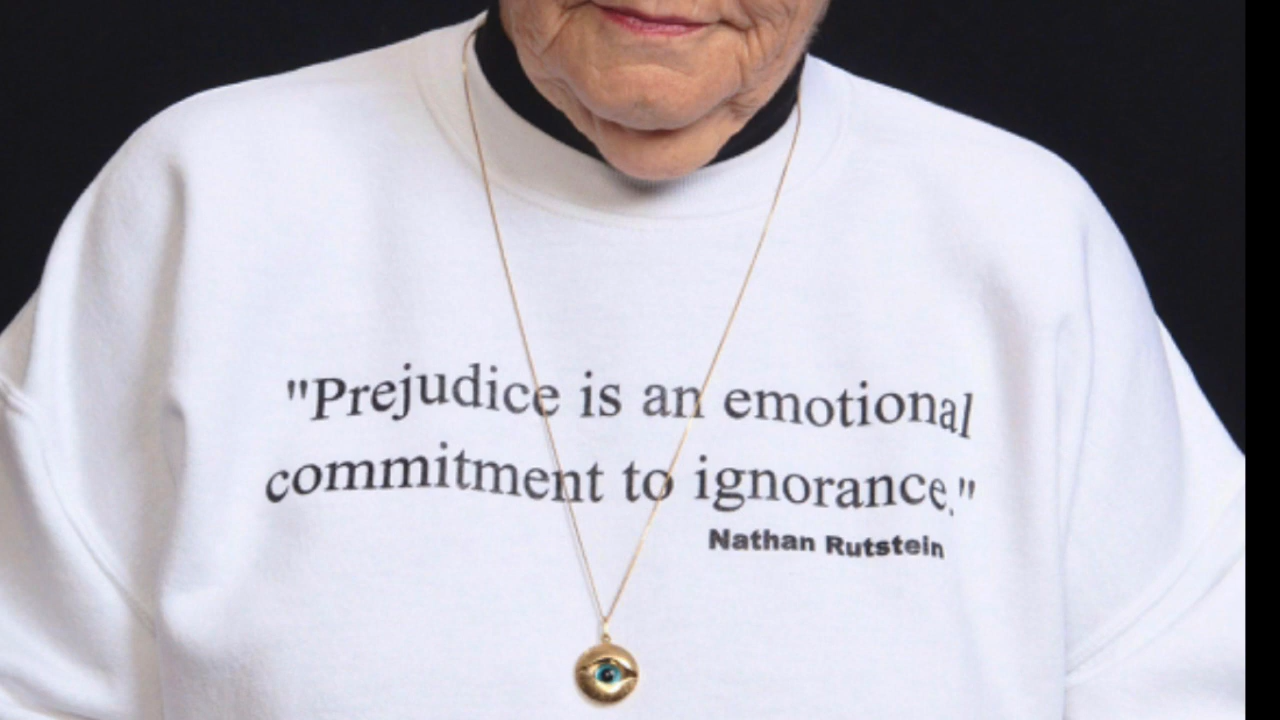 "Prejudice is an emotional
commitment to ignorance."
Nathan Rutstein